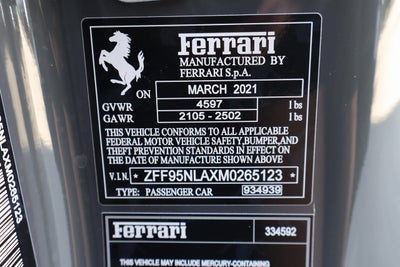 Ferrari
MANUFACTURED BY
FERRARI S.p.A.
ON MARCH 2021
GVWR 4597 lbs
GAWR 2105 - 2502 lbs
THIS VEHICLE CONFORMS TO ALL APPLICABLE
FEDERAL MOTOR VEHICLE SAFETY,BUMPER,AND
THEFT PREVENTION STANDARDS IN EFFECT ON
THE DATE OF MANUFACTURE SHOWN ABOVE
V.I.N. * ZFF95NLAXM0265123 *
TYPE: PASSENGER CAR 934939
Ferrari 334592
THIS VEHICLE MAY INCLUDE MERCURY-CONTAINING
95NLAXM0265123